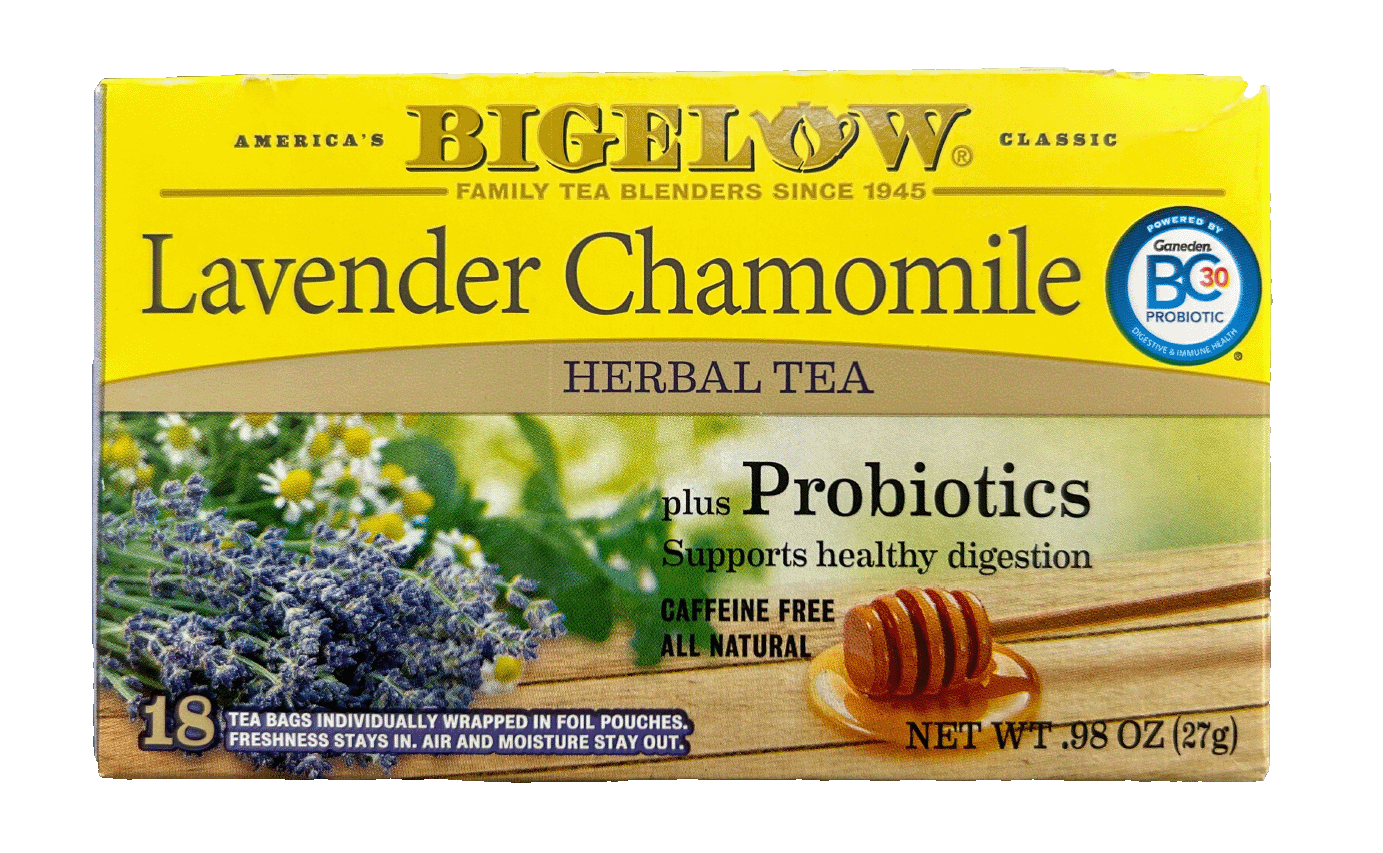 AMERICA'S BIGELOW® CLASSIC
FAMILY TEA BLENDERS SINCE 1945
Lavender Chamomile
POWERED BY
Ganeden
BC30
PROBIOTIC
DIGESTIVE & IMMUNE HEALTH
®
HERBAL TEA
plus Probiotics
Supports healthy digestion
CAFFEINE FREE
ALL NATURAL
18 TEA BAGS INDIVIDUALLY WRAPPED IN FOIL POUCHES.
FRESHNESS STAYS IN. AIR AND MOISTURE STAY OUT.
NET WT .98 OZ (27g)